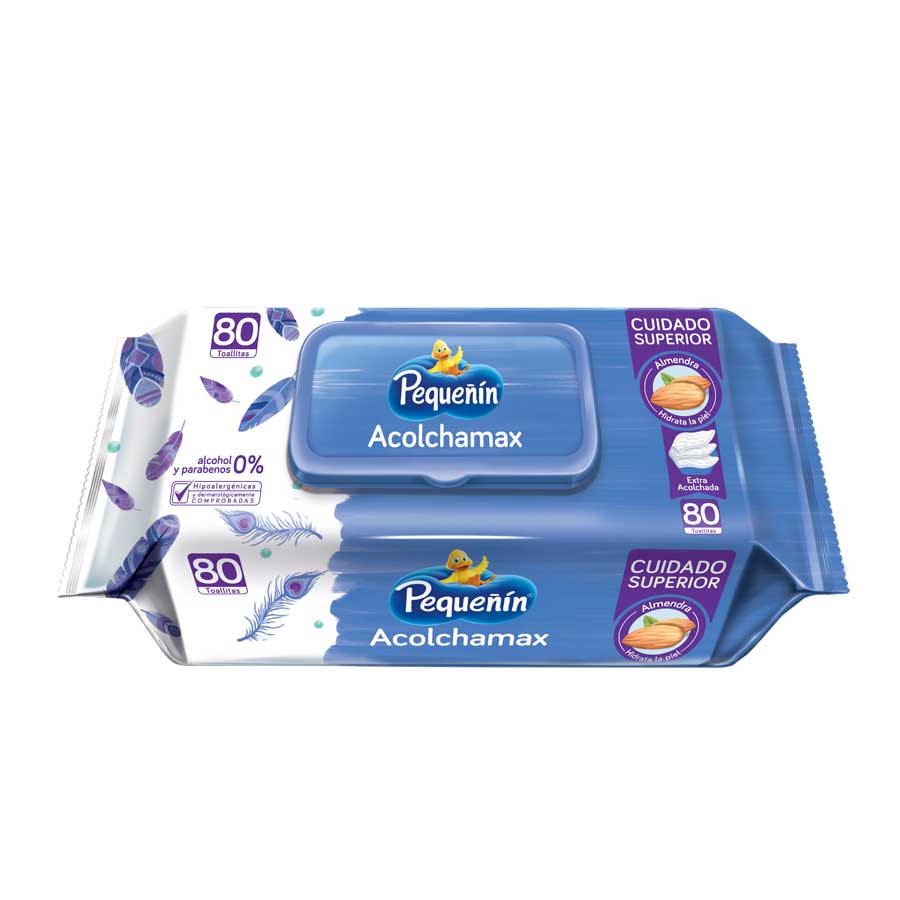 80
Toallitas
alcohol
y parabenos 0%
Hipoalergénicas
y dermatológicamente
COMPROBADAS
Pequeñín
Acolchamax
CUIDADO
SUPERIOR
Almendra
Hidrata la piel
Extra
Acolchada
80
Toallitas
80
Toallitas
Pequeñín
Acolchamax
CUIDADO
SUPERIOR
Almendra
Hidrata la piel